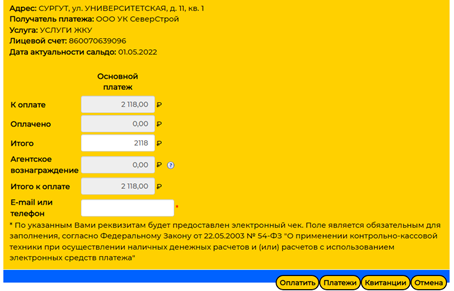 Адрес: СУРГУТ, ул. УНИВЕРСИТЕТСКАЯ, д. 11, кв. 1
Получатель платежа: ООО УК СеверСтрой
Услуга: УСЛУГИ ЖКУ
Лицевой счет: 860070639096
Дата актуальности сальдо: 01.05.2022
Основной
платеж
К оплате 2 118,00 ₽
Оплачено 0,00 ₽
Итого 2118 ₽
Агентское
вознаграждение 0,00 ₽ ?
Итого к оплате 2 118,00 ₽
E-mail или
телефон *
* По указанным Вами реквизитам будет предоставлен электронный чек. Поле является обязательным для
заполнения, согласно Федеральному Закону от 22.05.2003 № 54-ФЗ "О применении контрольно-кассовой
техники при осуществлении наличных денежных расчетов и (или) расчетов с использованием
электронных средств платежа"
Оплатить Платежи Квитанции Отмена